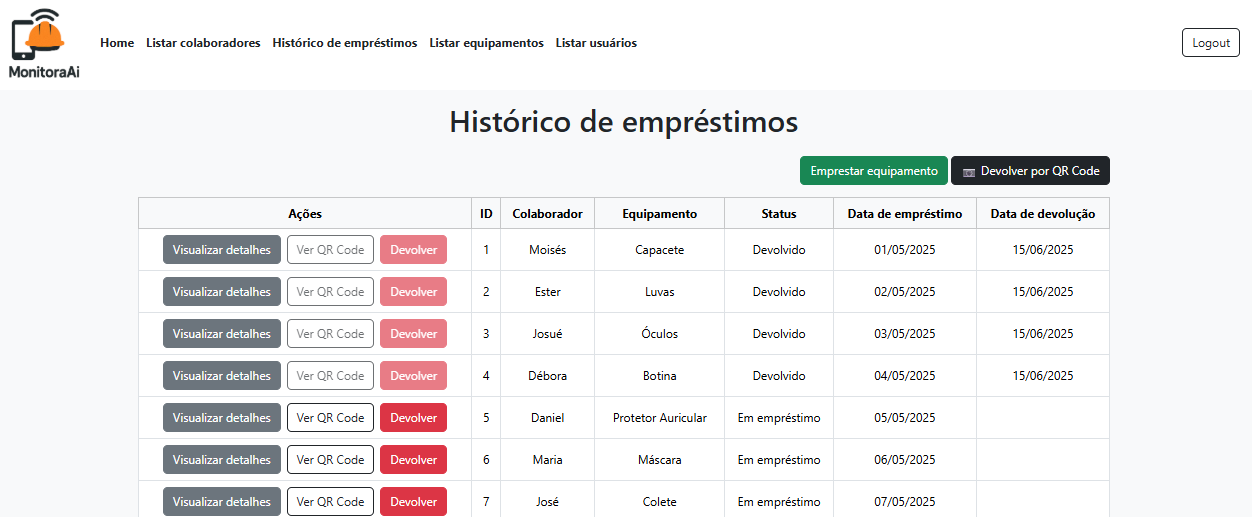 MonitoraAi
Home Listar colaboradores Histórico de empréstimos Listar equipamentos Listar usuários Logout
Histórico de empréstimos
Emprestar equipamento Devolver por QR Code
Ações ID Colaborador Equipamento Status Data de empréstimo Data de devolução
Visualizar detalhes Ver QR Code Devolver 1 Moisés Capacete Devolvido 01/05/2025 15/06/2025
Visualizar detalhes Ver QR Code Devolver 2 Ester Luvas Devolvido 02/05/2025 15/06/2025
Visualizar detalhes Ver QR Code Devolver 3 Josué Óculos Devolvido 03/05/2025 15/06/2025
Visualizar detalhes Ver QR Code Devolver 4 Débora Botina Devolvido 04/05/2025 15/06/2025
Visualizar detalhes Ver QR Code Devolver 5 Daniel Protetor Auricular Em empréstimo 05/05/2025
Visualizar detalhes Ver QR Code Devolver 6 Maria Máscara Em empréstimo 06/05/2025
Visualizar detalhes Ver QR Code Devolver 7 José Colete Em empréstimo 07/05/2025